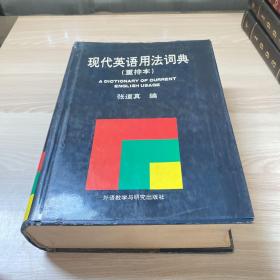 现代英语用法词典
(重排本)
A DICTIONARY OF CURRENT
ENGLISH USAGE
张道真 编
外语教学与研究出版社